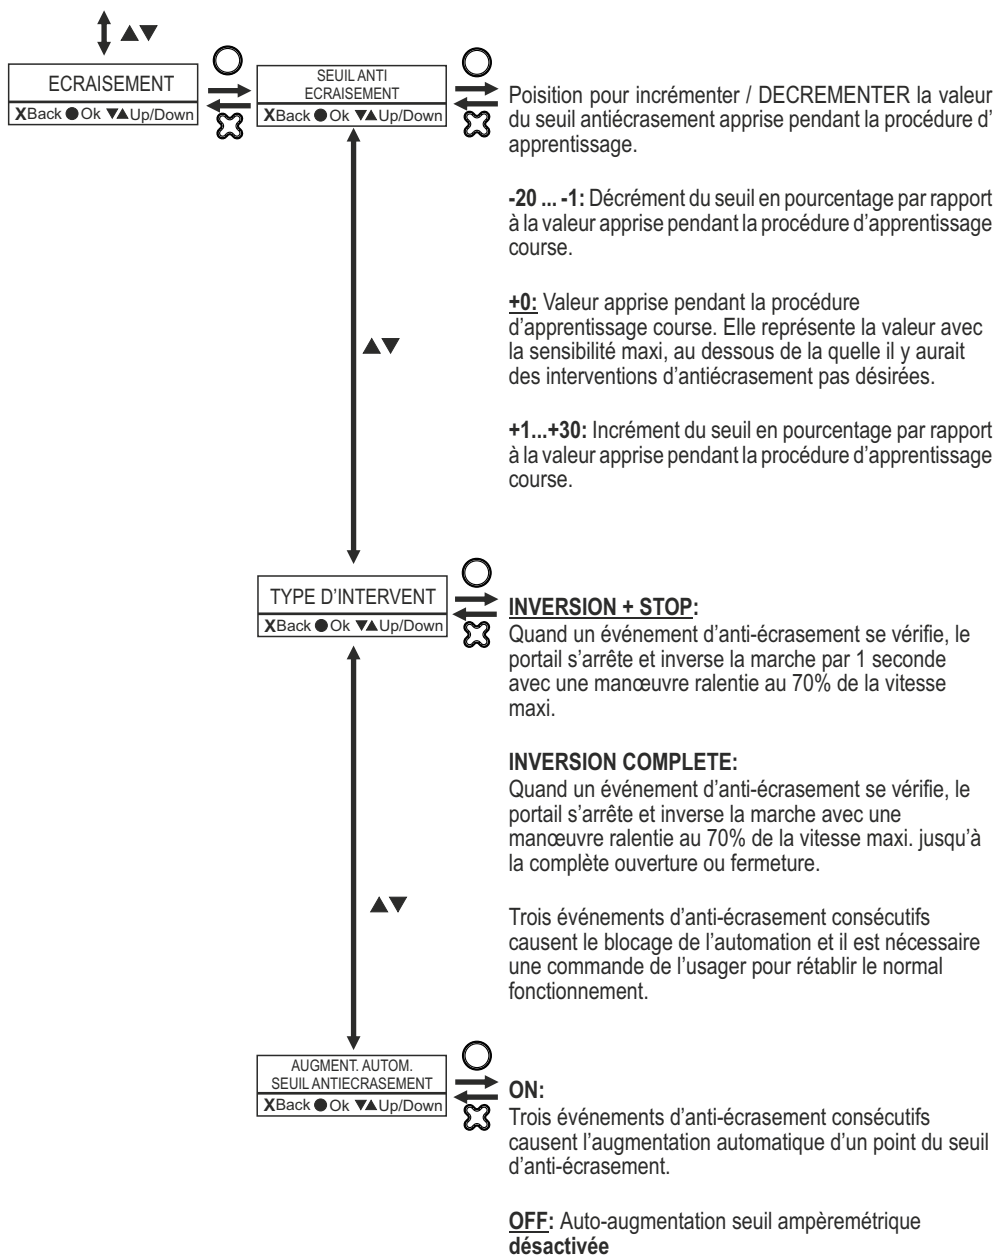 ▲▼
ECRAISEMENT
XBack ●Ok ▼▲Up/Down
SEUIL ANTI
ECRAISEMENT
XBack ●Ok ▼▲Up/Down
Poisition pour incrémenter / DECREMENTER la valeur
du seuil antiécrasement apprise pendant la procédure d’
apprentissage.
-20 ... -1: Décrément du seuil en pourcentage par rapport
à la valeur apprise pendant la procédure d’apprentissage
course.
+0: Valeur apprise pendant la procédure
d’apprentissage course. Elle représente la valeur avec
la sensibilité maxi, au dessous de la quelle il y aurait
des interventions d’antiécrasement pas désirées.
▲▼
+1...+30: Incrément du seuil en pourcentage par rapport
à la valeur apprise pendant la procédure d’apprentissage
course.
TYPE D’INTERVENT
XBack ●Ok ▼▲Up/Down
INVERSION + STOP:
Quand un événement d’anti-écrasement se vérifie, le
portail s’arrête et inverse la marche par 1 seconde
avec une manœuvre ralentie au 70% de la vitesse
maxi.
INVERSION COMPLETE:
Quand un événement d’anti-écrasement se vérifie, le
portail s’arrête et inverse la marche avec une
manœuvre ralentie au 70% de la vitesse maxi. jusqu’à
la complète ouverture ou fermeture.
▲▼
Trois événements d’anti-écrasement consécutifs
causent le blocage de l’automation et il est nécessaire
une commande de l’usager pour rétablir le normal
fonctionnement.
AUGMENT. AUTOM.
SEUIL ANTIECRASEMENT
XBack ●Ok ▼▲Up/Down
ON:
Trois événements d’anti-écrasement consécutifs
causent l’augmentation automatique d’un point du seuil
d’anti-écrasement.
OFF: Auto-augmentation seuil ampèremétrique
désactivée